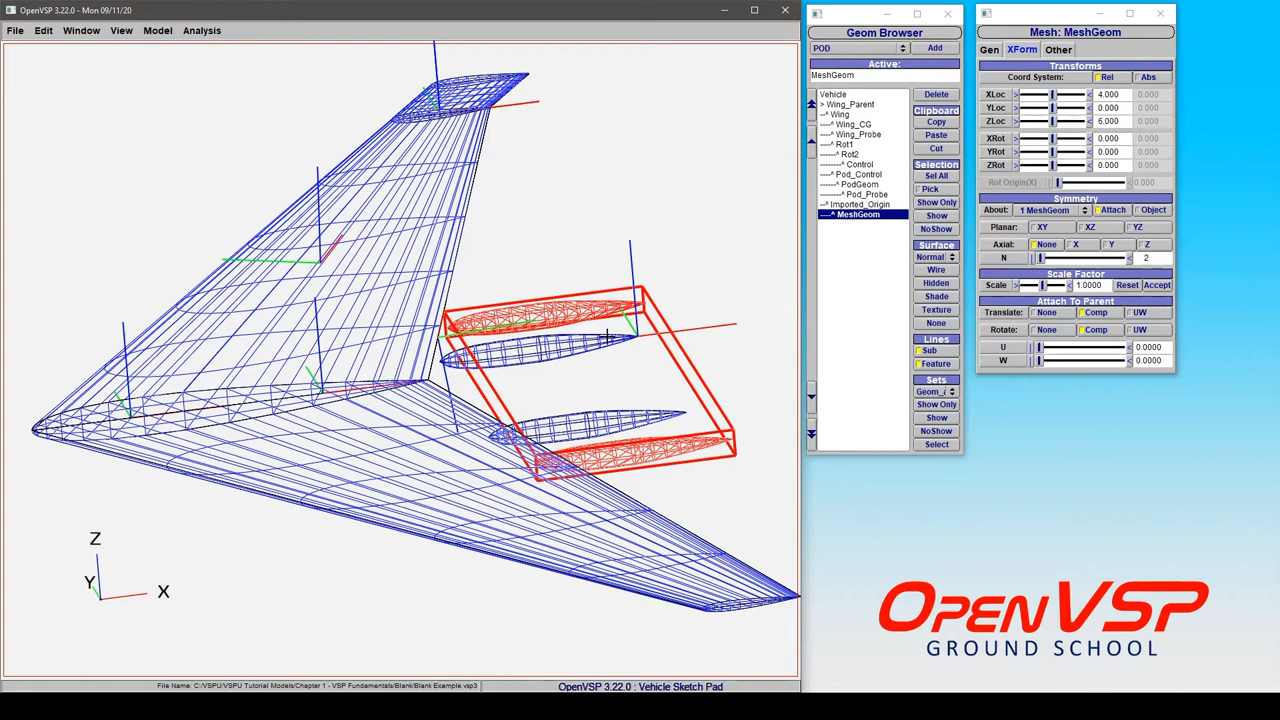 OpenVSP 3.22.0 - Mon 09/11/20
File Edit Window View Model Analysis
Z
Y
X
File Name: C:/VSPU/VSPU Tutorial Models/Chapter 1 - VSP Fundamentals/Blank/Blank Example.vsp3
OpenVSP 3.22.0 : Vehicle Sketch Pad
Geom Browser
POD Add
Active:
MeshGeom
Vehicle
> Wing_Parent
--^ Wing
----^ Wing_CG
----^ Wing_Probe
----^ Rot1
------^ Rot2
--------^ Control
----^ Pod_Control
------^ PodGeom
--------^ Pod_Probe
--^ Imported_Origin
----^ MeshGeom
Delete
Clipboard
Copy
Paste
Cut
Selection
Sel All
Pick
Show Only
Show
NoShow
Surface
Normal
Wire
Hidden
Shade
Texture
None
Lines
Sub
Feature
Sets
Show Only
Show
NoShow
Select
Mesh: MeshGeom
Gen XForm Other
Transforms
Coord System: Rel Abs
XLoc > < 4.000 0.000
YLoc > < 0.000 0.000
ZLoc > < 6.000 0.000
XRot > < 0.000 0.000
YRot > < 0.000 0.000
ZRot > < 0.000 0.000
Rot Origin(X) 0.000
Symmetry
About: 1 MeshGeom Attach Object
Planar: XY XZ YZ
Axial: None X Y Z
N < 2
Scale Factor
Scale > < 1.0000 Reset Accept
Attach To Parent
Translate: None Comp UW
Rotate: None Comp UW
U < 0.0000
W < 0.0000
OpenVSP
GROUND SCHOOL